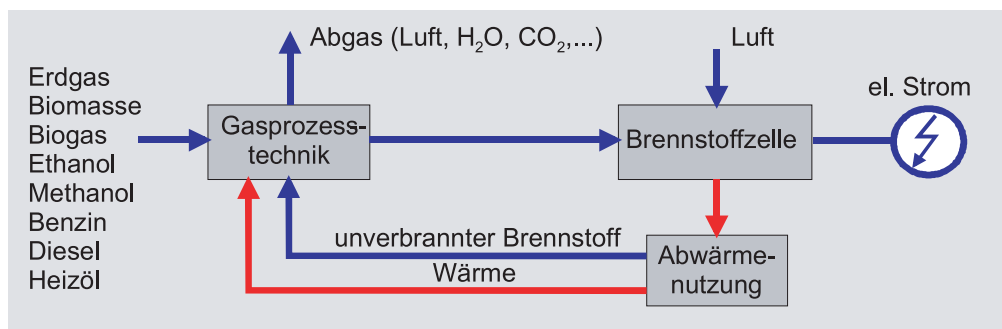 Abgas (Luft, H₂O, CO₂,...)
Luft
Erdgas
Biomasse
Biogas
Ethanol
Methanol
Benzin
Diesel
Heizöl
Gasprozess-
technik
Brennstoffzelle
el. Strom
unverbrannter Brennstoff
Wärme
Abwärme-
nutzung